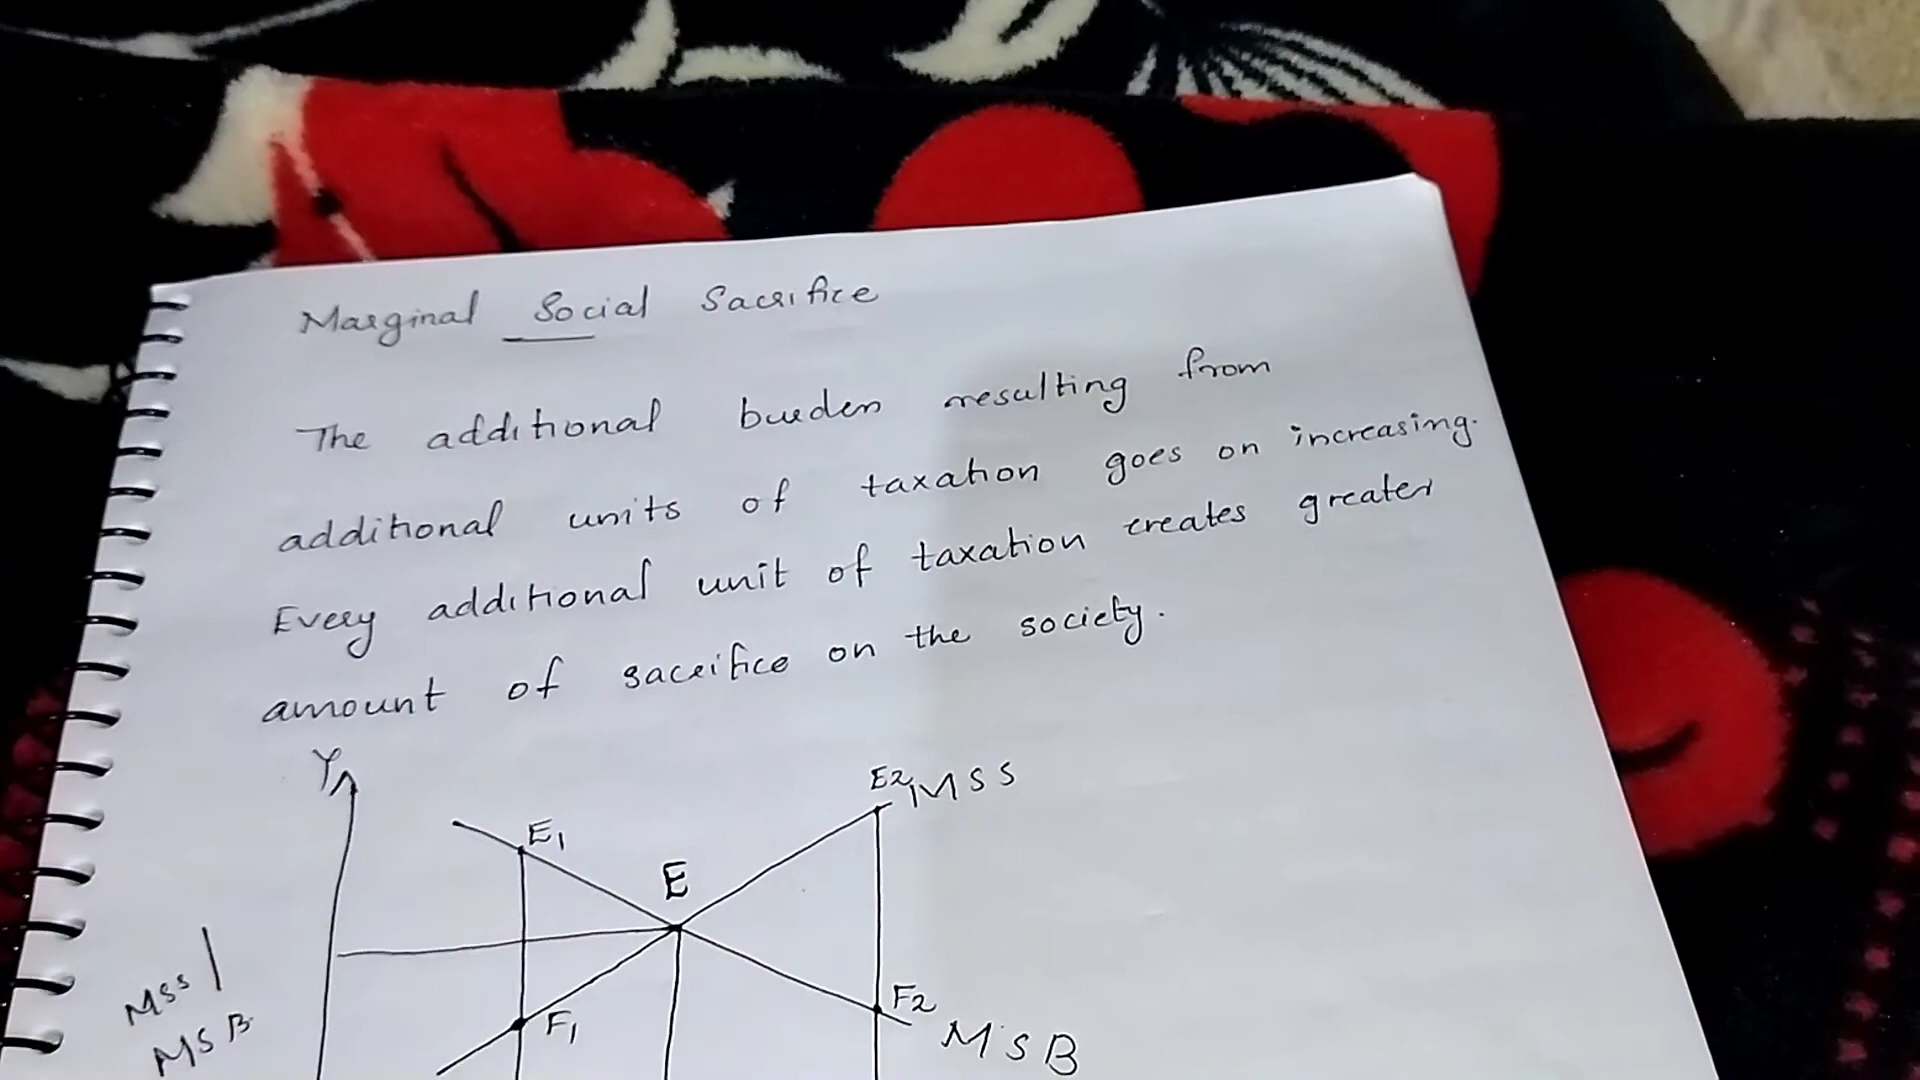 Marginal Social Sacrifice
The additional burden resulting from
additional units of taxation goes on increasing.
Every additional unit of taxation creates greater
amount of sacrifice on the society.
Y
E2 MSS
E1
E
MSS /
MSB
F1
F2
MSB